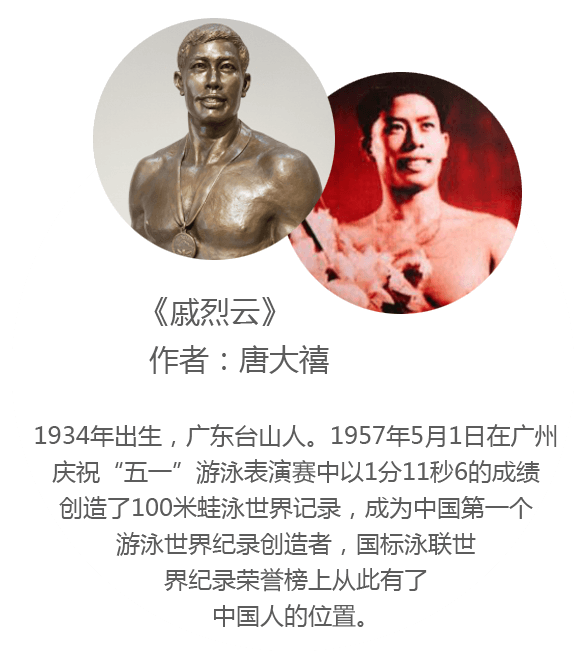 《戚烈云》
作者：唐大禧
1934年出生，广东台山人。1957年5月1日在广州
庆祝“五一”游泳表演赛中以1分11秒6的成绩
创造了100米蛙泳世界记录，成为中国第一个
游泳世界纪录创造者，国标泳联世
界纪录荣誉榜上从此有了
中国人的位置。